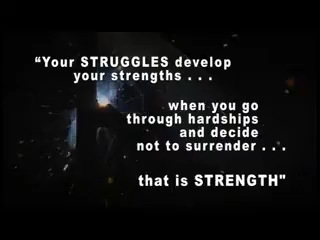 “Your STRUGGLES develop
your strengths . . .
when you go
through hardships
and decide
not to surrender . . .
that is STRENGTH"